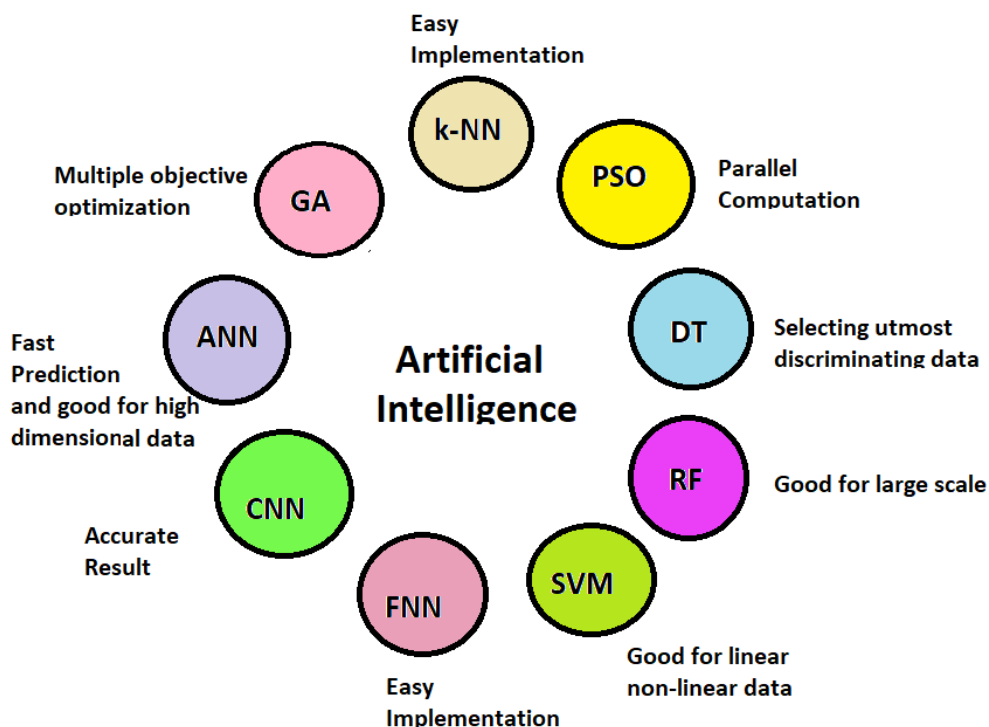 Easy
Implementation
k-NN
PSO
Parallel
Computation
Multiple objective
optimization
GA
ANN
Fast
Prediction
and good for high
dimensional data
DT
Selecting utmost
discriminating data
Artificial
Intelligence
RF
Good for large scale
CNN
Accurate
Result
SVM
Good for linear
non-linear data
FNN
Easy
Implementation